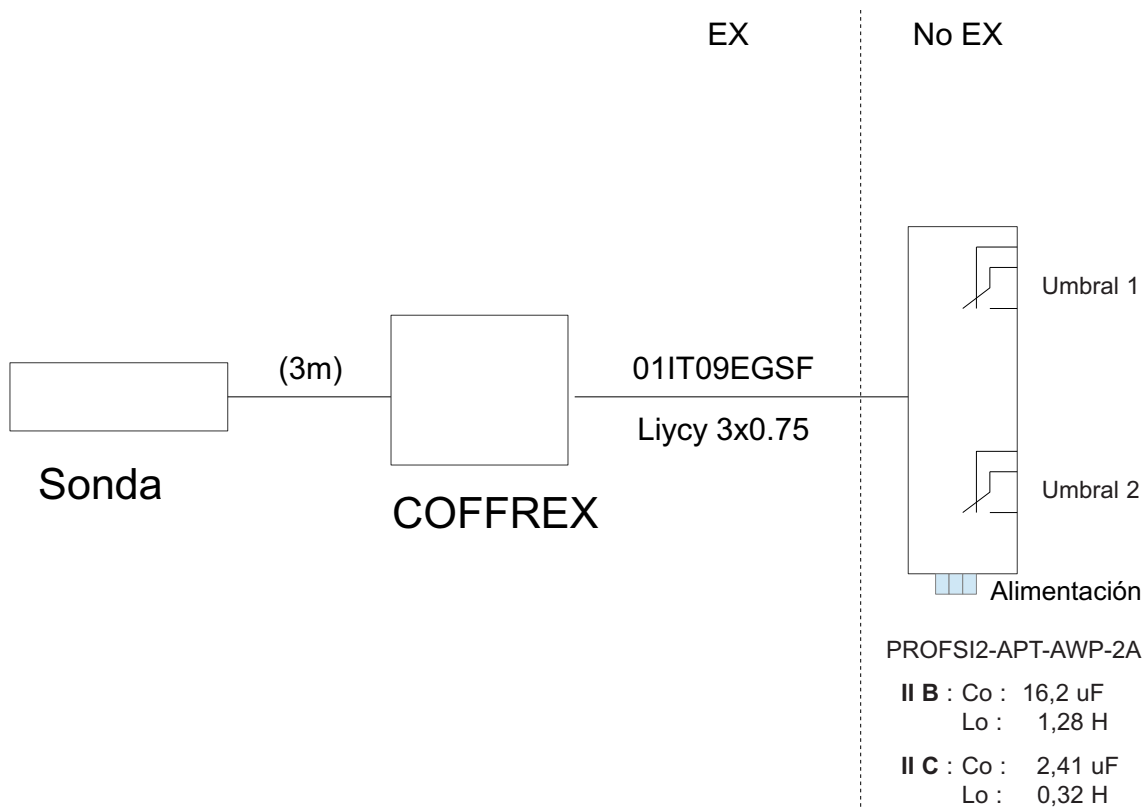 EX
No EX
Umbral 1
(3m)
01IT09EGSF
Liycy 3x0.75
Sonda
COFFREX
Umbral 2
Alimentación
PROFSI2-APT-AWP-2A
II B : Co : 16,2 uF
Lo : 1,28 H
II C : Co : 2,41 uF
Lo : 0,32 H